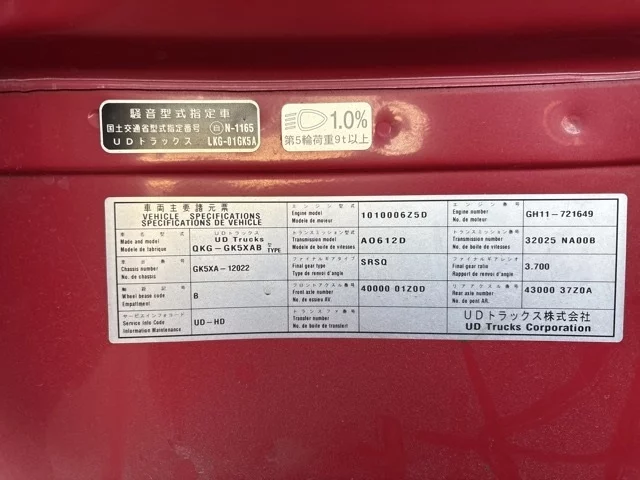 騒音型式指定車
国土交通省型式指定番号 自 N-1165
UDトラックス LKG-01GK5A
1.0%
第5輪荷重9t以上
車両主要諸元票
VEHICLE SPECIFICATIONS
SPECIFICATIONS DE VEHICLE
車名型式
Made and model
Modele de fabrique
UDトラックス
UD Trucks
QKG-GK5XAB 型 TYPE
車台番号
Chassis number
No. de chassis
GK5XA-12022
軸距記号
Wheel base code
Empattement
B
サービスインフォコード
Service Info Code
Information Maintenance
UD-HD
エンジン型式
Engine model
Modele de moteur
1010006Z5D
トランスミッション型式
Transmission model
Modele de boite de vitesses
AO612D
ファイナルギヤタイプ
Final gear type
Type de renvoi d'angle
SRSQ
フロントアクスル番号
Front axle number
No. d'essieu AV.
40000 01Z0D
トランスファ番号
Transfer number
No. de boite de transfert
エンジン番号
Engine number
No. de moteur
GH11-721649
トランスミッション番号
Transmission number
No. de boite de vitesses
32025 NA00B
ファイナルギヤレシオ
Final gear ratio
Rapport de renvoi d'angle
3.700
リアアクスル番号
Rear axle number
No. de pont AR.
43000 37Z0A
UDトラックス株式会社
UD Trucks Corporation